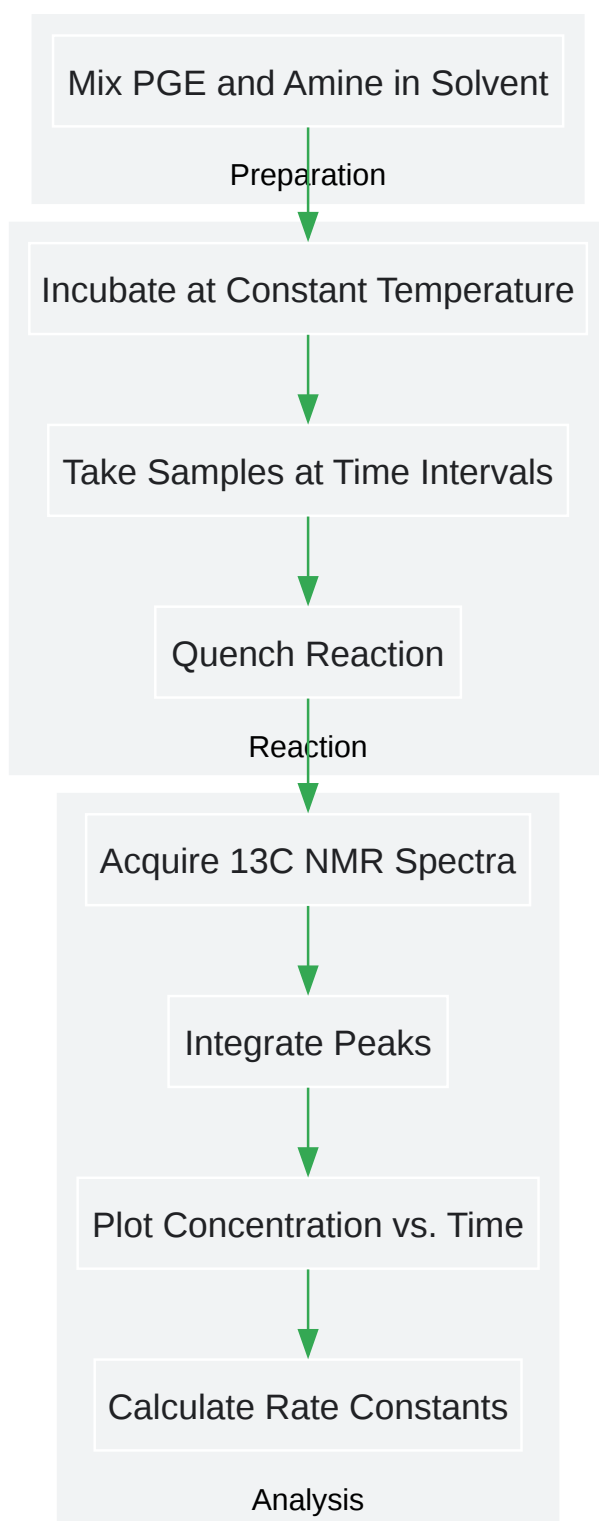 Mix PGE and Amine in Solvent
Preparation
Incubate at Constant Temperature
Take Samples at Time Intervals
Quench Reaction
Reaction
Acquire 13C NMR Spectra
Integrate Peaks
Plot Concentration vs. Time
Calculate Rate Constants
Analysis